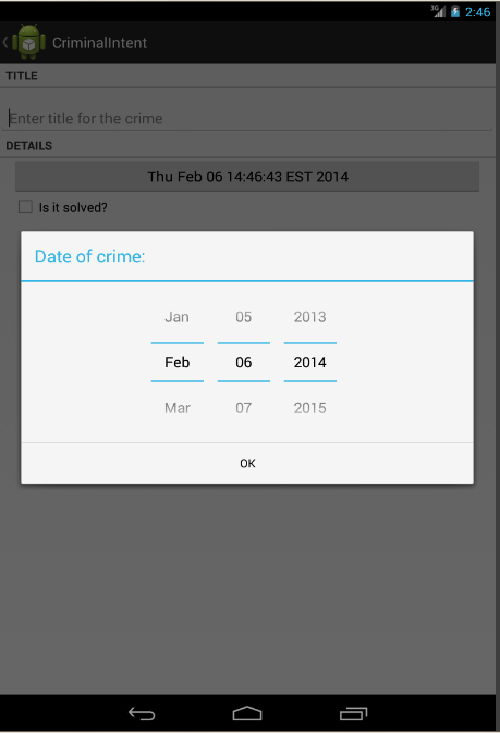 3G 2:46
CriminalIntent
TITLE
Enter title for the crime
DETAILS
Thu Feb 06 14:46:43 EST 2014
Is it solved?
Date of crime:
Jan 05 2013
Feb 06 2014
Mar 07 2015
OK